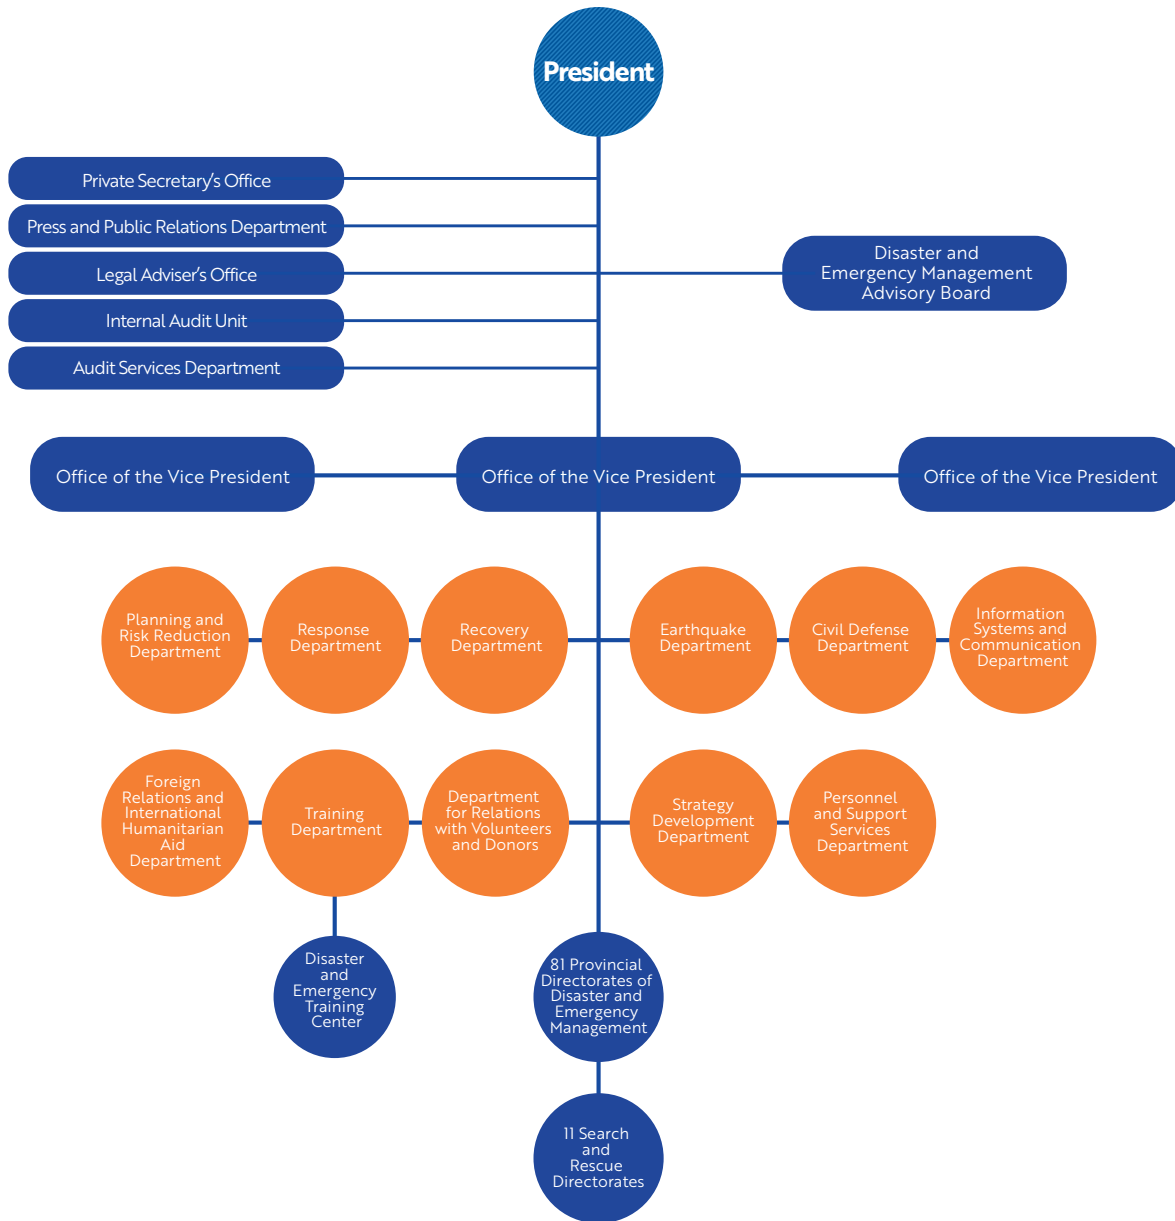 President
Private Secretary's Office
Press and Public Relations Department
Legal Adviser's Office
Internal Audit Unit
Audit Services Department
Disaster and
Emergency Management
Advisory Board
Office of the Vice President
Office of the Vice President
Office of the Vice President
Planning and
Risk Reduction
Department
Response
Department
Recovery
Department
Earthquake
Department
Civil Defense
Department
Information
Systems and
Communication
Department
Foreign
Relations and
International
Humanitarian
Aid
Department
Training
Department
Department
for Relations
with Volunteers
and Donors
Strategy
Development
Department
Personnel
and Support
Services
Department
Disaster
and
Emergency
Training
Center
81 Provincial
Directorates of
Disaster and
Emergency
Management
11 Search
and
Rescue
Directorates